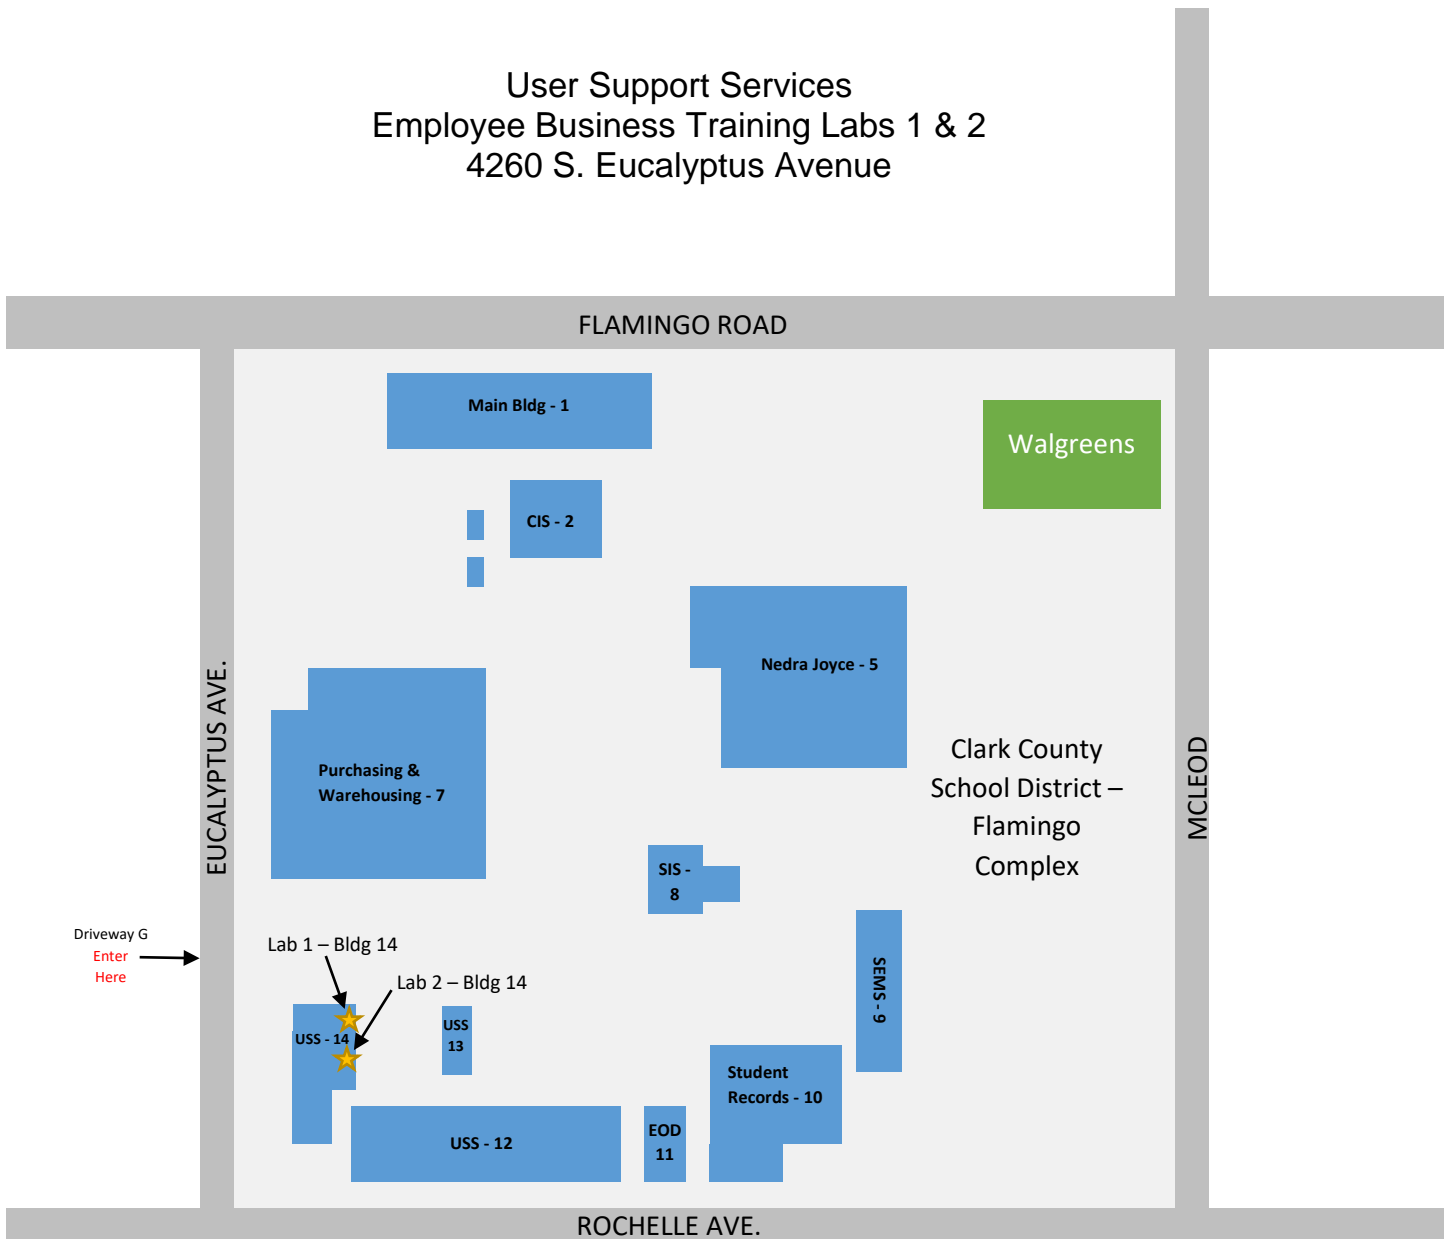 User Support Services
Employee Business Training Labs 1 & 2
4260 S. Eucalyptus Avenue
FLAMINGO ROAD
Main Bldg - 1
Walgreens
CIS - 2
Nedra Joyce - 5
EUCALYPTUS AVE.
Purchasing &
Warehousing - 7
Clark County
School District –
Flamingo
Complex
MCLEOD
SIS -
8
Driveway G
Enter
Here
Lab 1 – Bldg 14
Lab 2 – Bldg 14
SEMS - 9
USS - 14
USS
13
Student
Records - 10
USS - 12
EOD
11
ROCHELLE AVE.